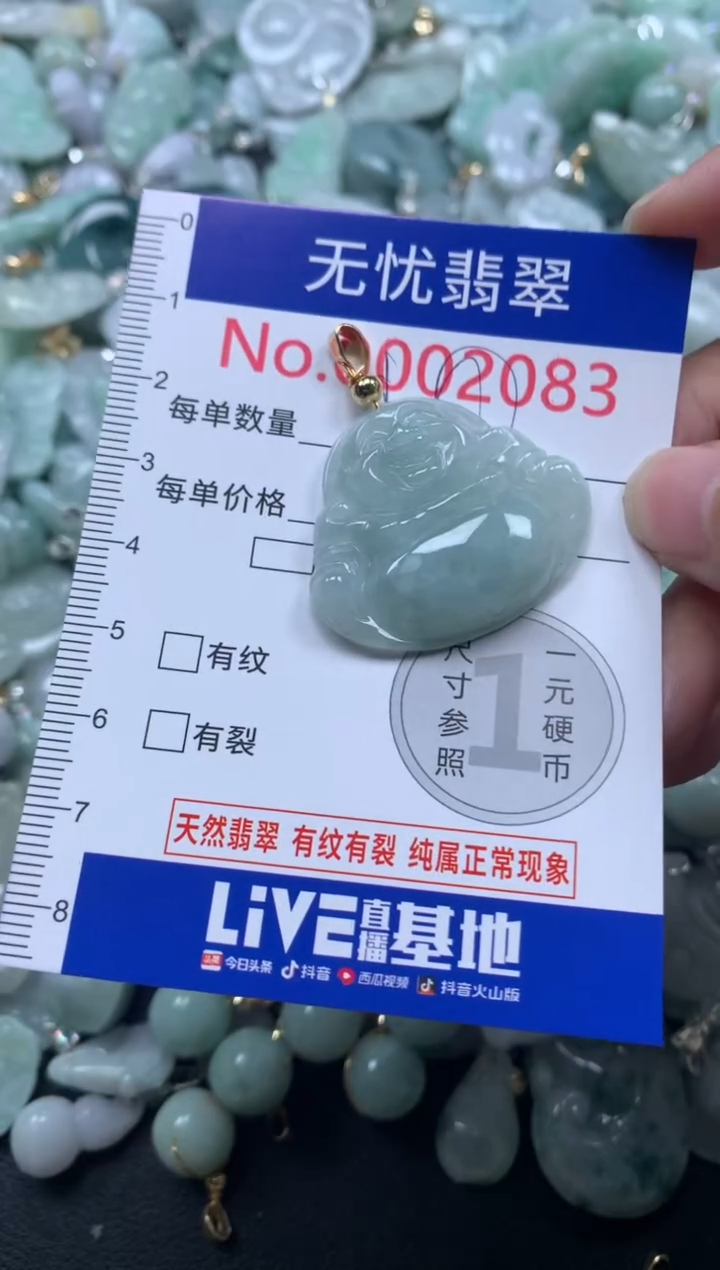 无忧翡翠
No.0002083
每单数量
每单价格
有纹
有裂
尺寸参照
1
一元硬币
天然翡翠 有纹有裂 纯属正常现象
LiVE直播基地
今日头条 抖音 西瓜视频 抖音火山版
0
1
2
3
4
5
6
7
8